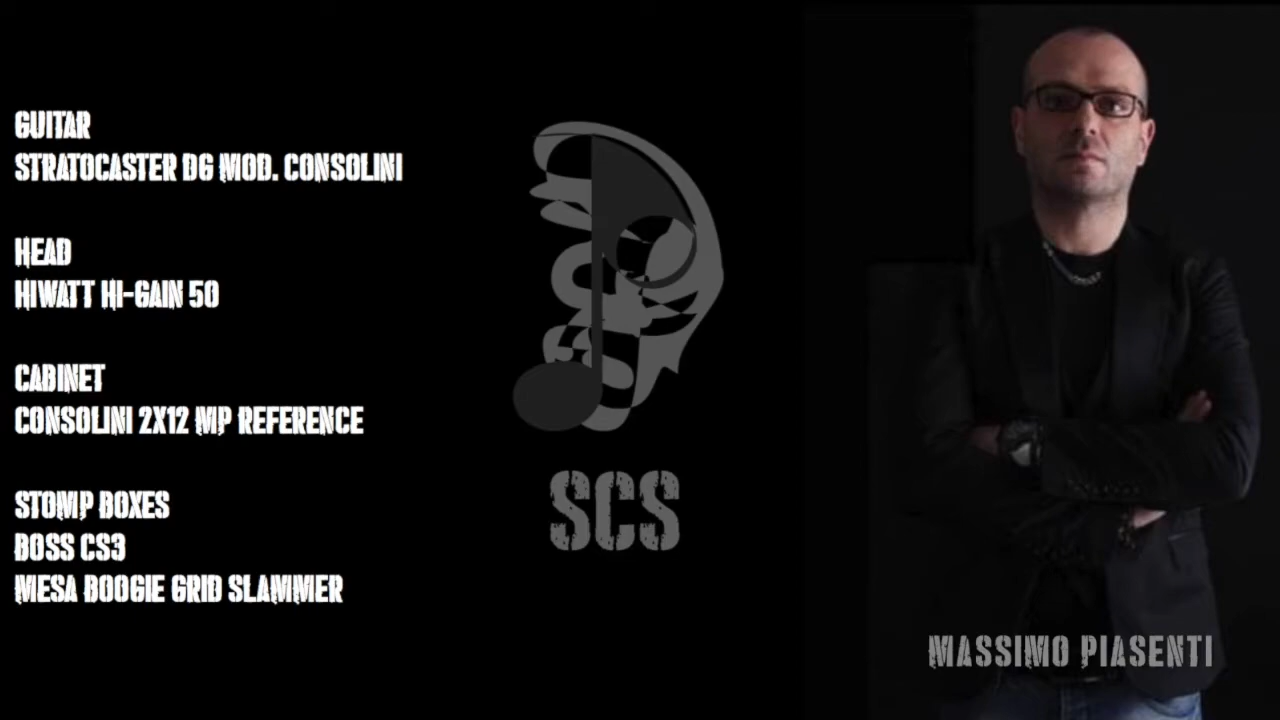 GUITAR
STRATOCASTER DG MOD. CONSOLINI
HEAD
HIWATT HI-GAIN 50
CABINET
CONSOLINI 2X12 MP REFERENCE
STOMP BOXES
BOSS CS3
MESA BOOGIE GRID SLAMMER
SCS
MASSIMO PIASENTI